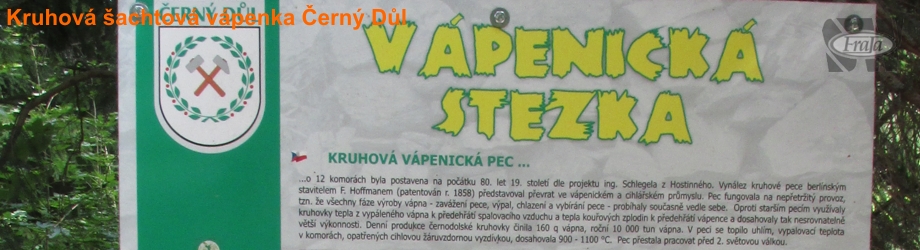 Kruhová šachtová vápenka Černý Důl
ČERNÝ DŮL
Fraja
VÁPENICKÁ
STEZKA
KRUHOVÁ VÁPENICKÁ PEC ...
...o 12 komorách byla postavena na počátku 80. let 19. století dle projektu ing. Schlegela z Hostinného. Vynález kruhové pece berlínským
stavitelem F. Hoffmanem (patentován r. 1858) představoval převrat ve vápenickém a cihlářském průmyslu. Pec fungovala na nepřetržitý provoz,
tzn. že všechny fáze výroby vápna - zavážení pece, výpal, chlazení a vybírání pece - probíhaly současně vedle sebe. Oproti starším pecím využívaly
kruhovky tepla z vypáleného vápna k předehřátí spalovacího vzduchu a tepla kouřových zplodin k předehřátí vápence a dosahovaly tak nesrovnatelně
větší výkonnosti. Denní produkce černodolské kruhovky činila 160 q vápna, roční 10 000 tun vápna. V peci se topilo uhlím, vypalovací teplota
v komorách, opatřených cihlovou žáruvzdornou vyzdívkou, dosahovala 900 - 1100 °C. Pec přestala pracovat před 2. světovou válkou.